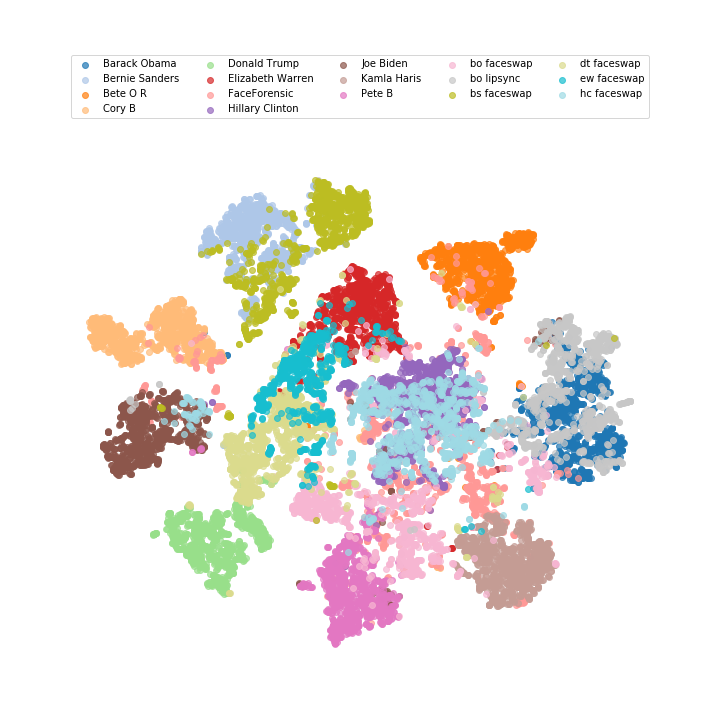 Barack Obama
Bernie Sanders
Bete O R
Cory B
Donald Trump
Elizabeth Warren
FaceForensic
Hillary Clinton
Joe Biden
Kamla Haris
Pete B
bo faceswap
bo lipsync
bs faceswap
dt faceswap
ew faceswap
hc faceswap